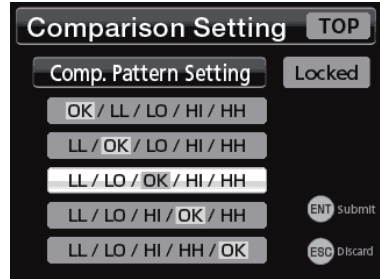 Comparison Setting TOP
Comp. Pattern Setting Locked
OK / LL / LO / HI / HH
LL / OK / LO / HI / HH
LL / LO / OK / HI / HH
LL / LO / HI / OK / HH
ENT Submit
LL / LO / HI / HH / OK
ESC Discard